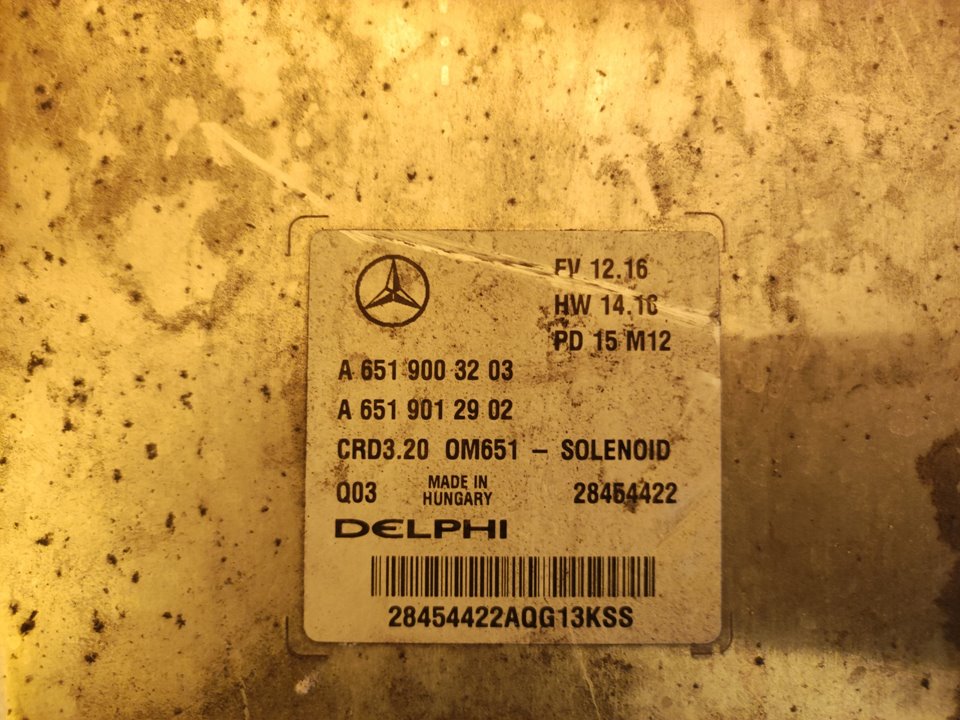 FV 12.16
HW 14.16
PD 15 M12
A 651 900 32 03
A 651 901 29 02
CRD3.20 OM651 – SOLENOID
Q03 MADE IN HUNGARY 28454422
DELPHI
28454422AQG13KSS